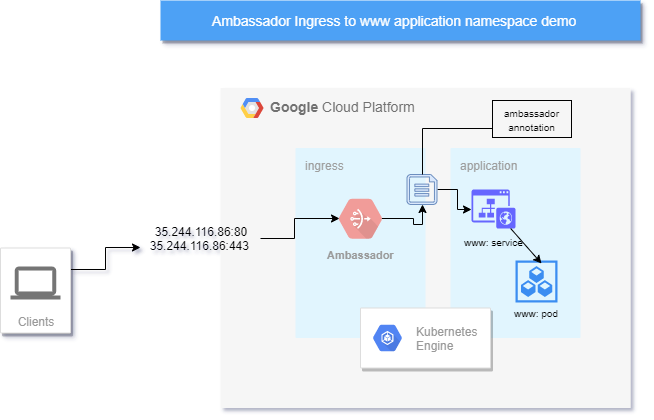 Ambassador Ingress to www application namespace demo
Google Cloud Platform
ambassador
annotation
ingress
application
35.244.116.86:80
35.244.116.86:443
Ambassador
www: service
Clients
www: pod
Kubernetes
Engine